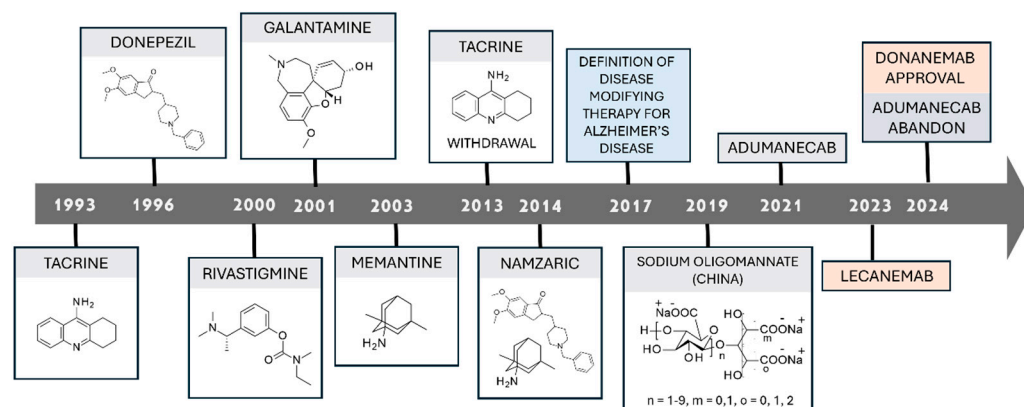 DONEPEZIL
O
O
O
N
GALANTAMINE
N
OH
O
H
O
TACRINE
NH₂
N
WITHDRAWAL
DEFINITION OF
DISEASE
MODIFYING
THERAPY FOR
ALZHEIMER'S
DISEASE
ADUMANECAB
DONANEMAB
APPROVAL
ADUMANECAB
ABANDON
1993 1996 2000 2001 2003 2013 2014 2017 2019 2021 2023 2024
TACRINE
NH₂
N
RIVASTIGMINE
N
O
O
N
MEMANTINE
H₂N
NAMZARIC
O
O
O
N
H₂N
SODIUM OLIGOMANNATE
(CHINA)
+ -
NaOOC
H
O
O
HO
OH
O
n
HO
- +
COONa
m
- +
COONa
o
HO
n = 1-9, m = 0,1, o = 0, 1, 2
LECANEMAB